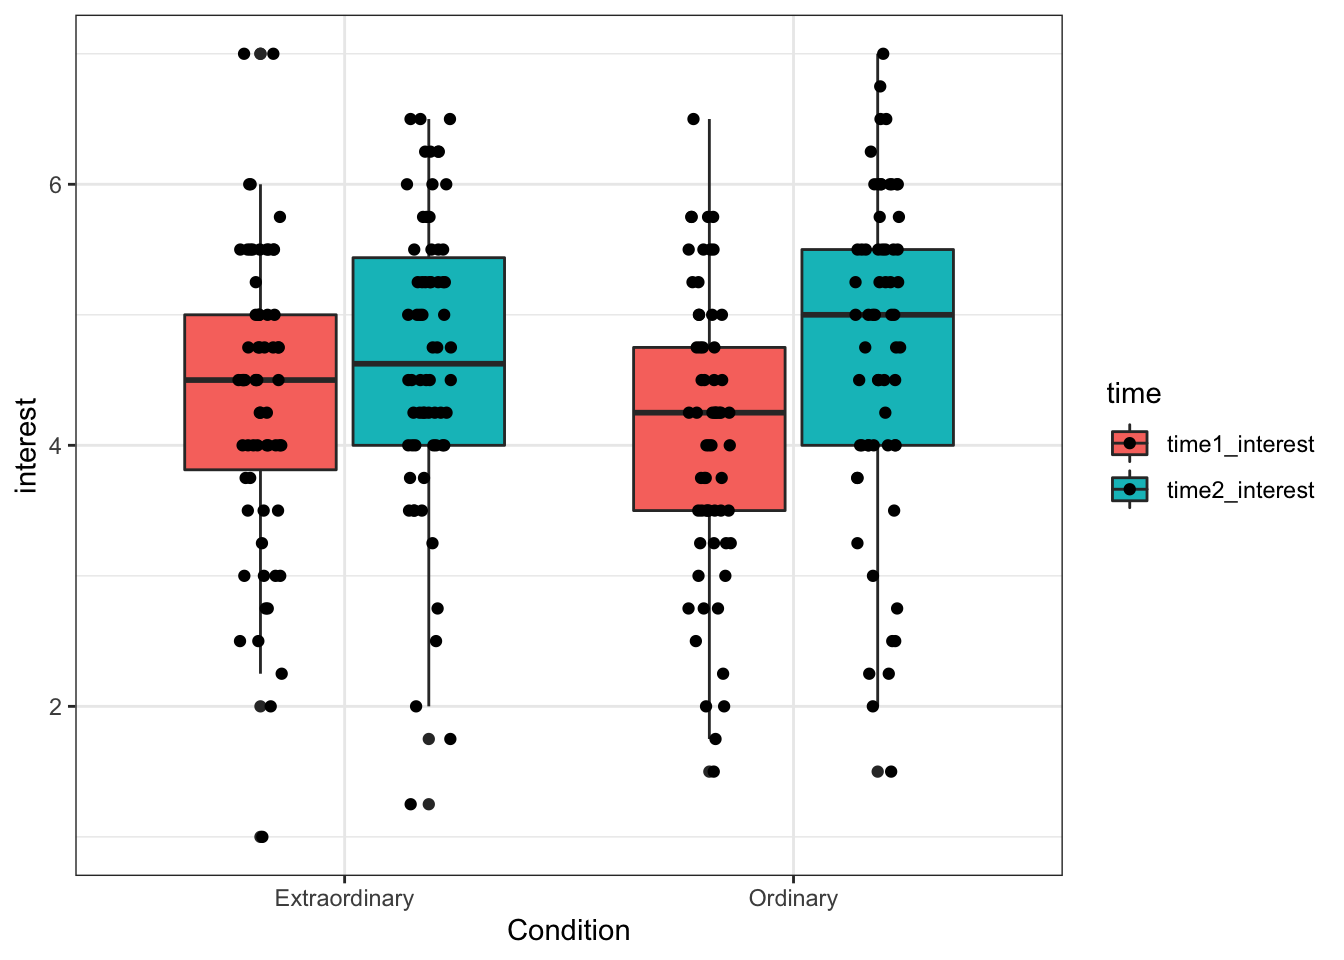 interest
6
4
2
Extraordinary
Ordinary
Condition
time
time1_interest
time2_interest